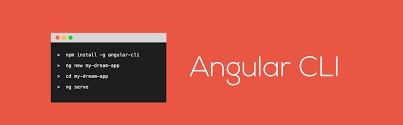 > npm install -g angular-cli
> ng new my-dream-app
> cd my-dream-app
> ng serve
Angular CLI